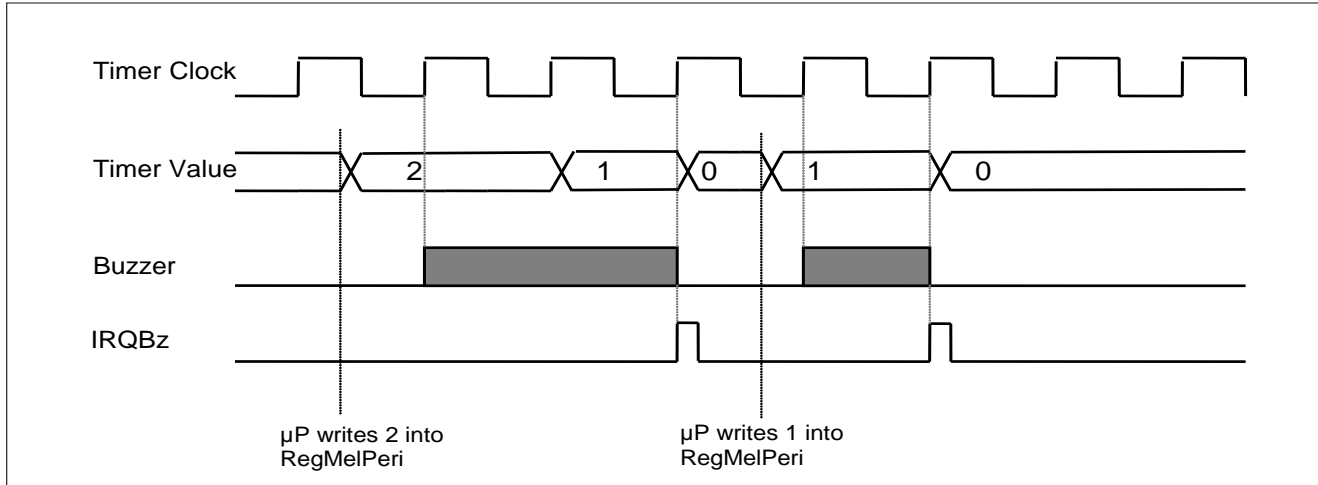 Timer Clock
Timer Value
2
1
0
1
0
Buzzer
IRQBz
µP writes 2 into
RegMelPeri
µP writes 1 into
RegMelPeri